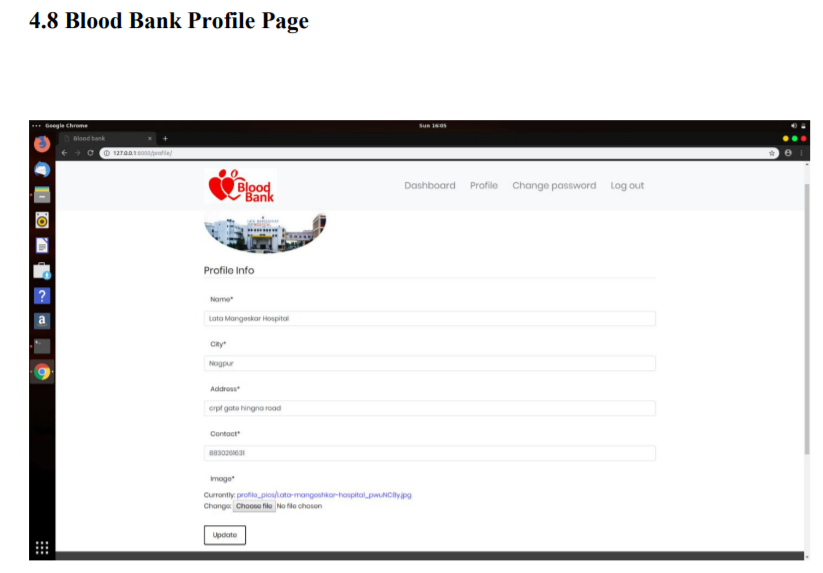 4.8 Blood Bank Profile Page
Google Chrome
Sun 16:05
Blood bank
127.0.0.1:8000/profile/
Blood
Bank
Dashboard Profile Change password Log out
Profile Info
Name*
Lata Mangeskar Hospital
City*
Nagpur
Address*
crpf gate hingna road
Contact*
8830261631
Image*
Currently: profile_pics/Lata-mangeshkar-hospital_pwuNC8y.jpg
Change: Choose file No file chosen
Update